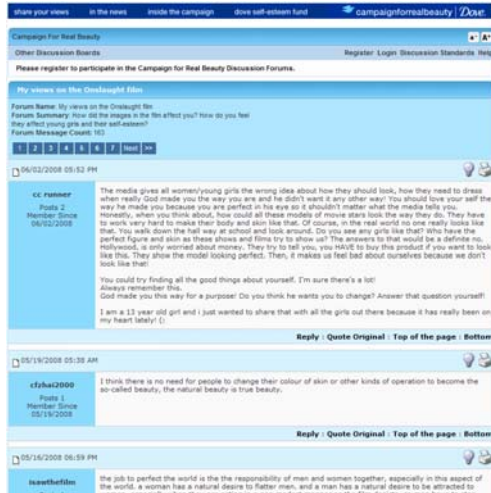 share your views in the news inside the campaign dove self-esteem fund campaignforrealbeauty Dove
Campaign For Real Beauty A- A+
Other Discussion Boards Register Login Discussion Standards Help
Please register to participate in the Campaign for Real Beauty Discussion Forums.
My views on the Onslaught film
Forum Name: My views on the Onslaught film
Forum Summary: How did the images in the film affect you? How do you feel
they affect young girls and their self-esteem?
Forum Message Count: 163
1 2 3 4 5 6 7 Next >>
06/02/2008 05:52 PM
cc runner
Posts 2
Member Since
06/02/2008
The media gives all women/young girls the wrong idea about how they should look, how they need to dress
when really God made you the way you are and he didn't want it any other way! You should love your self the
way he made you because you are perfect in his eye so it shouldn't matter what the media tells you.
Honestly, when you think about, how could all these models of movie stars look the way they do. They have
to work very hard to make their body and skin like that. Of course, in the real world no one really looks like
that. You walk down the hall way at school and look around. Do you see any girls like that? Who have the
perfect figure and skin as these shows and films try to show us? The answers to that would be a definite no.
Hollywood, is only worried about money. They try to tell you, you HAVE to buy this product if you want to look
like this. They show the model looking perfect. Then, it makes us feel bad about ourselves because we don't
look like that!
You could try finding all the good things about yourself. I'm sure there's a lot!
Always remember this.
God made you this way for a purpose! Do you think he wants you to change? Answer that question yourself!
I am a 13 year old girl and i just wanted to share that with all the girls out there because it has really been on
my heart lately! (:
Reply : Quote Original : Top of the page : Bottom
05/19/2008 05:38 AM
cfzhai2000
Posts 1
Member Since
05/19/2008
I think there is no need for people to change their colour of skin or other kinds of operation to become the
so-called beauty, the natural beauty is true beauty.
Reply : Quote Original : Top of the page : Bottom
05/16/2008 06:59 PM
isawthefilm
the job to perfect the world is the the responsibility of men and women together, especially in this aspect of
the world. a woman has a natural desire to flatter men, and a man has a natural desire to be attracted to